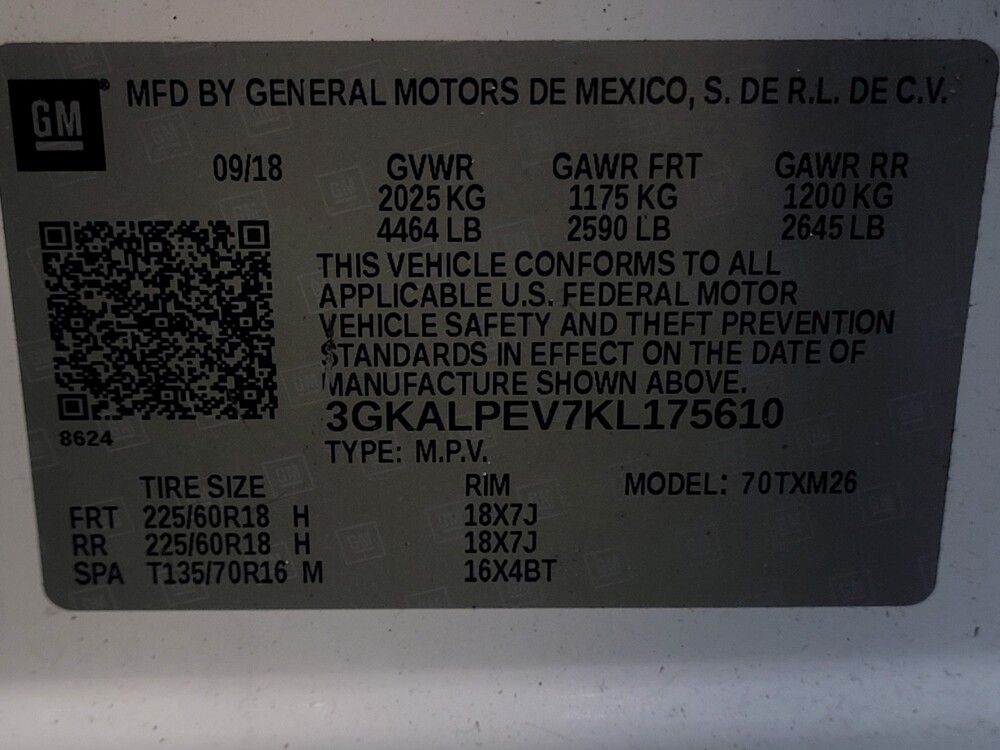 GM® MFD BY GENERAL MOTORS DE MEXICO, S. DE R.L. DE C.V.
09/18 GVWR GAWR FRT GAWR RR
2025 KG 1175 KG 1200 KG
4464 LB 2590 LB 2645 LB
THIS VEHICLE CONFORMS TO ALL
APPLICABLE U.S. FEDERAL MOTOR
VEHICLE SAFETY AND THEFT PREVENTION
STANDARDS IN EFFECT ON THE DATE OF
MANUFACTURE SHOWN ABOVE.
3GKALPEV7KL175610
8624
TYPE: M.P.V.
TIRE SIZE RIM MODEL: 70TXM26
FRT 225/60R18 H 18X7J
RR 225/60R18 H 18X7J
SPA T135/70R16 M 16X4BT